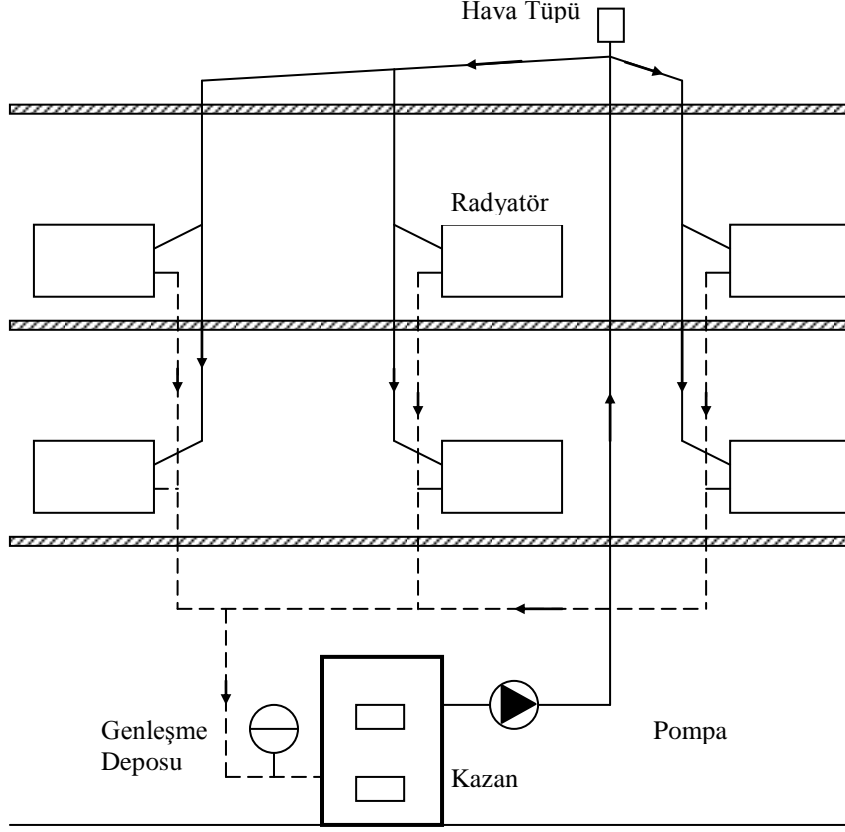 Hava Tüpü
Radyatör
Genleşme
Deposu
Pompa
Kazan